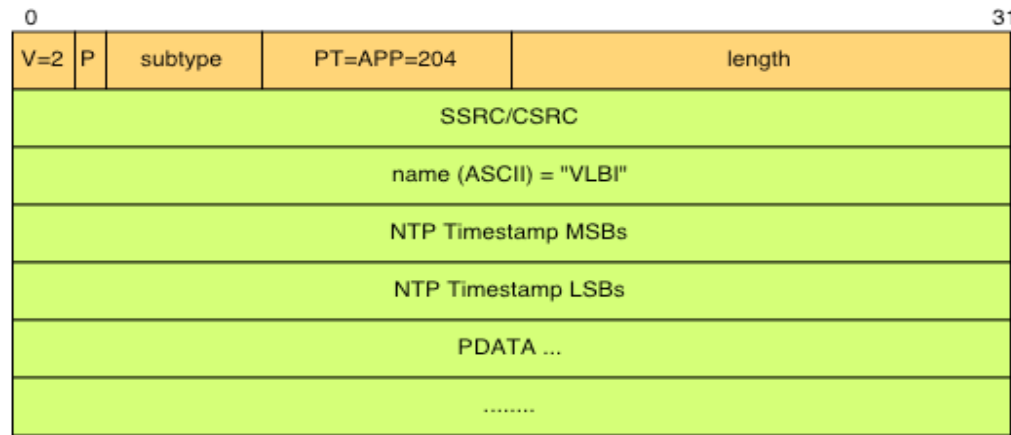 0 31
V=2 P subtype PT=APP=204 length
SSRC/CSRC
name (ASCII) = "VLBI"
NTP Timestamp MSBs
NTP Timestamp LSBs
PDATA ...
........